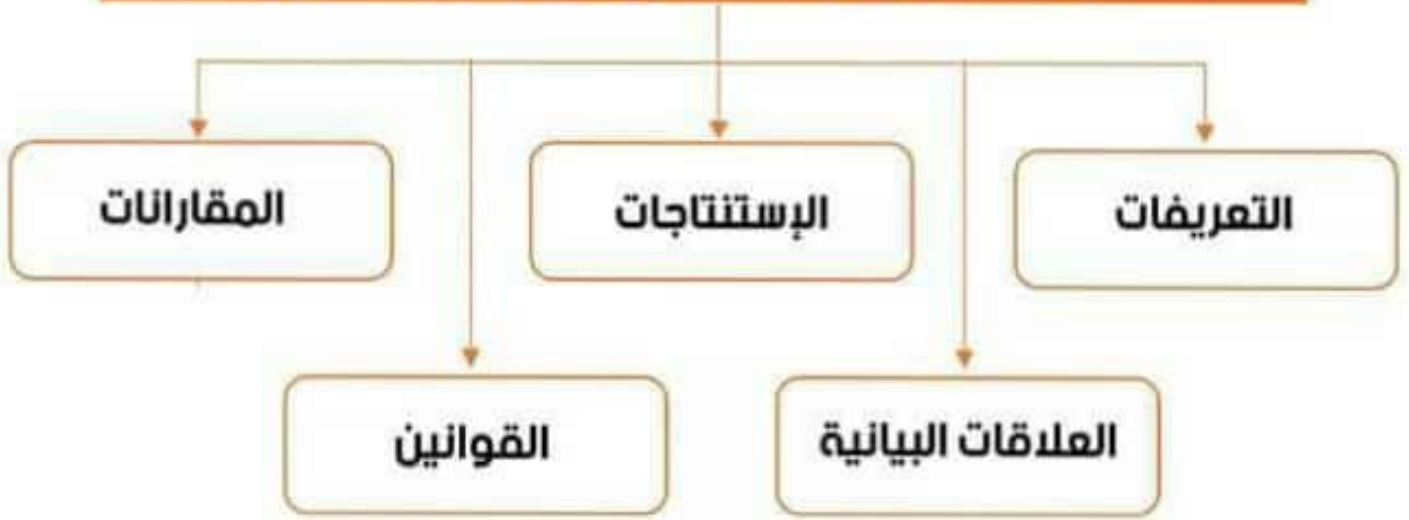 التعريفات
الإستنتاجات
المقارانات
العلاقات البيانية
القوانين